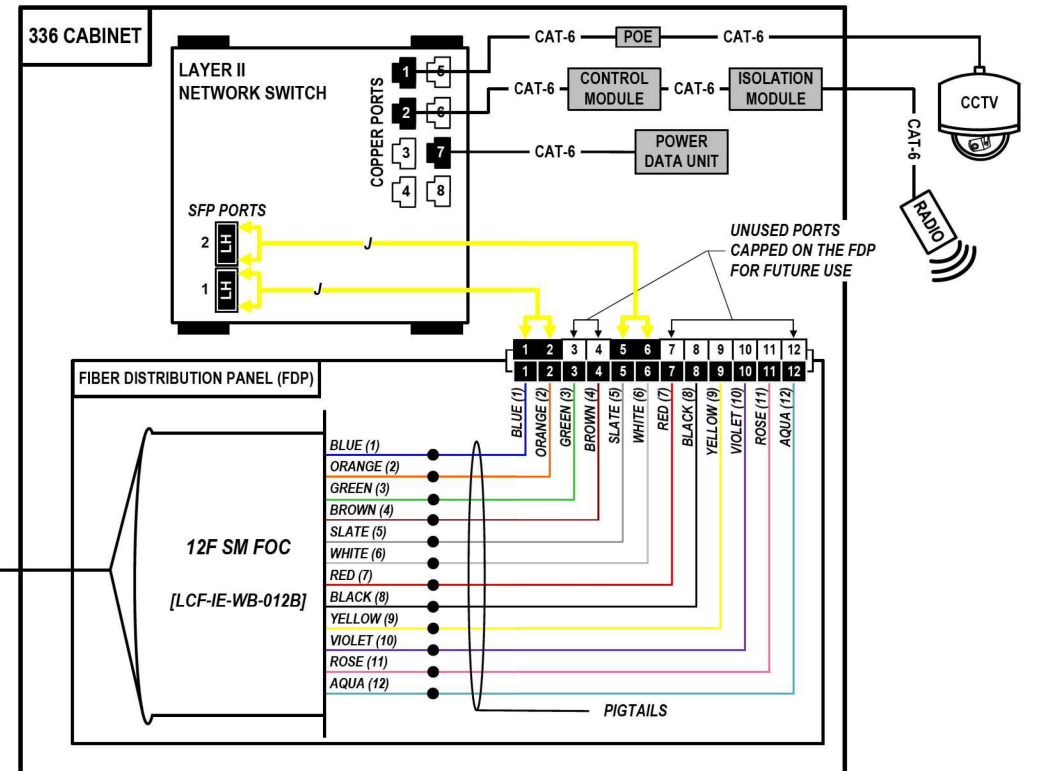 336 CABINET
LAYER II
NETWORK SWITCH
COPPER PORTS
1 5
2 6
3 7
4 8
CAT-6 POE CAT-6
CAT-6 CONTROL
MODULE CAT-6 ISOLATION
MODULE
CAT-6 POWER
DATA UNIT
CCTV
CAT-6
RADIO
SFP PORTS
2 LH
1 LH
J
J
UNUSED PORTS
CAPPED ON THE FDP
FOR FUTURE USE
1 2 3 4 5 6 7 8 9 10 11 12
1 2 3 4 5 6 7 8 9 10 11 12
FIBER DISTRIBUTION PANEL (FDP)
BLUE (1)
ORANGE (2)
GREEN (3)
BROWN (4)
SLATE (5)
WHITE (6)
RED (7)
BLACK (8)
YELLOW (9)
VIOLET (10)
ROSE (11)
AQUA (12)
12F SM FOC
[LCF-IE-WB-012B]
BLUE (1)
ORANGE (2)
GREEN (3)
BROWN (4)
SLATE (5)
WHITE (6)
RED (7)
BLACK (8)
YELLOW (9)
VIOLET (10)
ROSE (11)
AQUA (12)
PIGTAILS